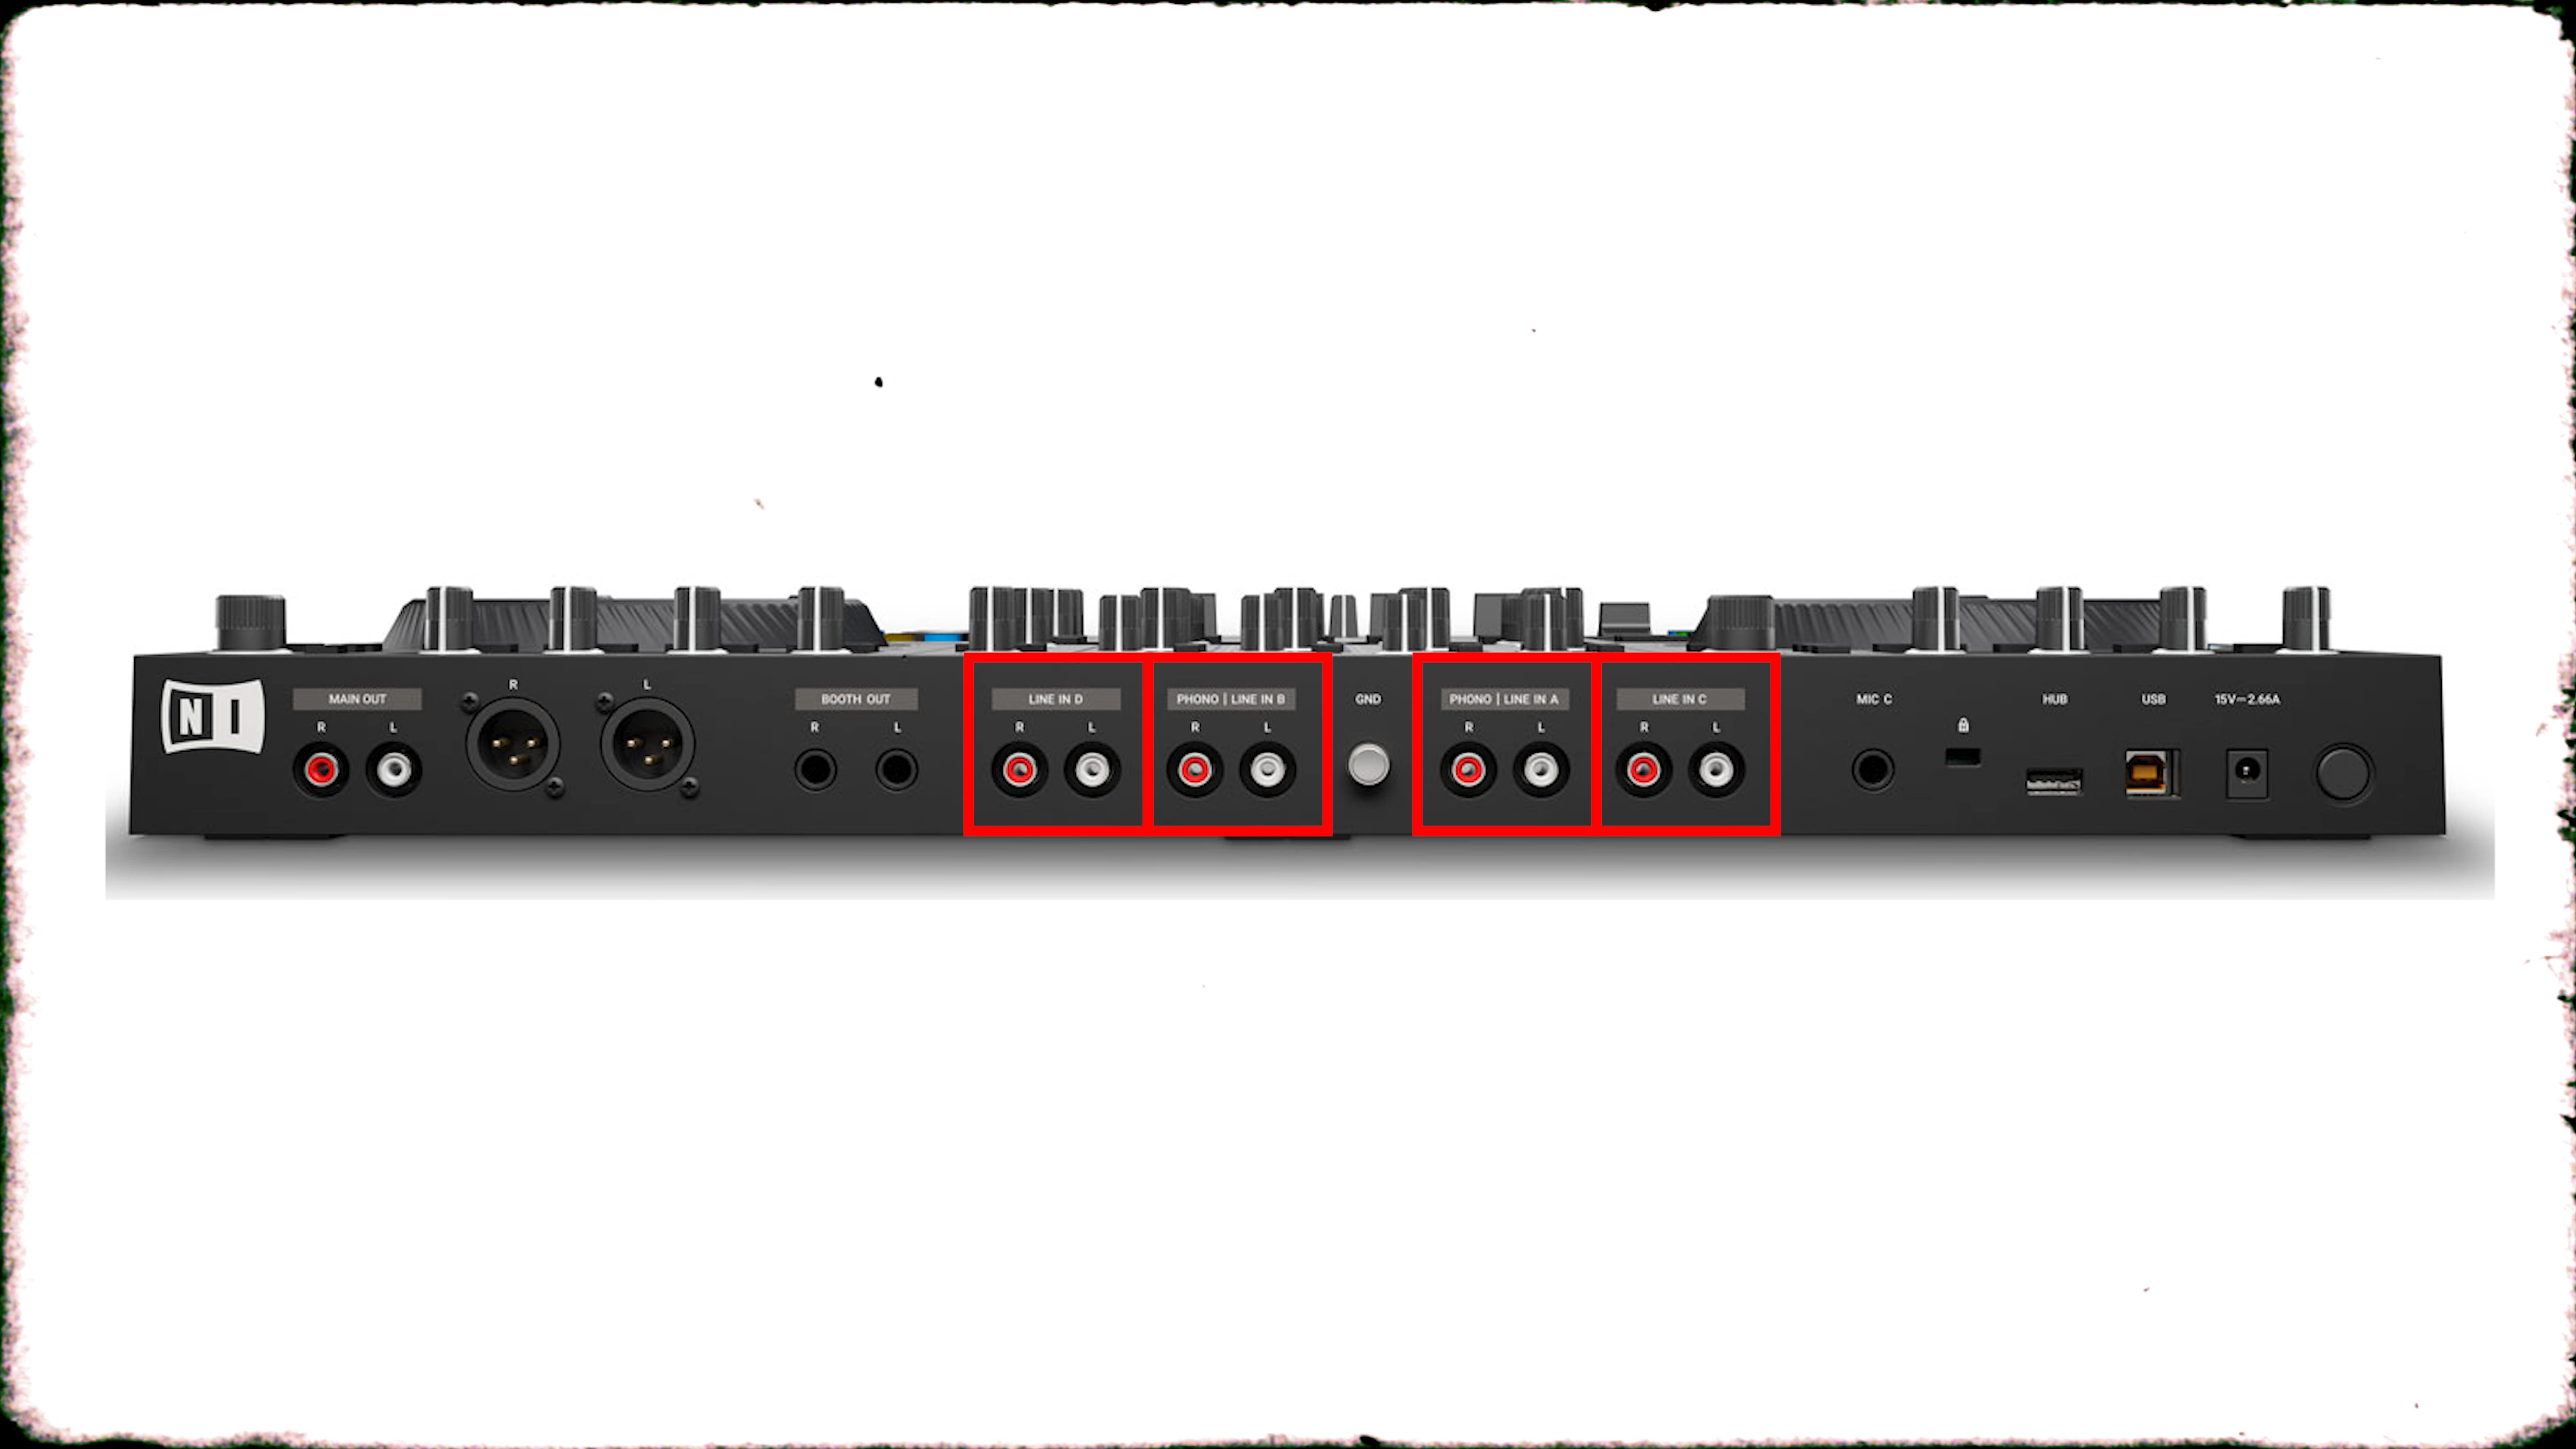 NI
MAIN OUT
R L
R
L
BOOTH OUT
R L
LINE IN D
R L
PHONO | LINE IN B
R L
GND
PHONO | LINE IN A
R L
LINE IN C
R L
MIC C
HUB
USB
15V⎓2.66A